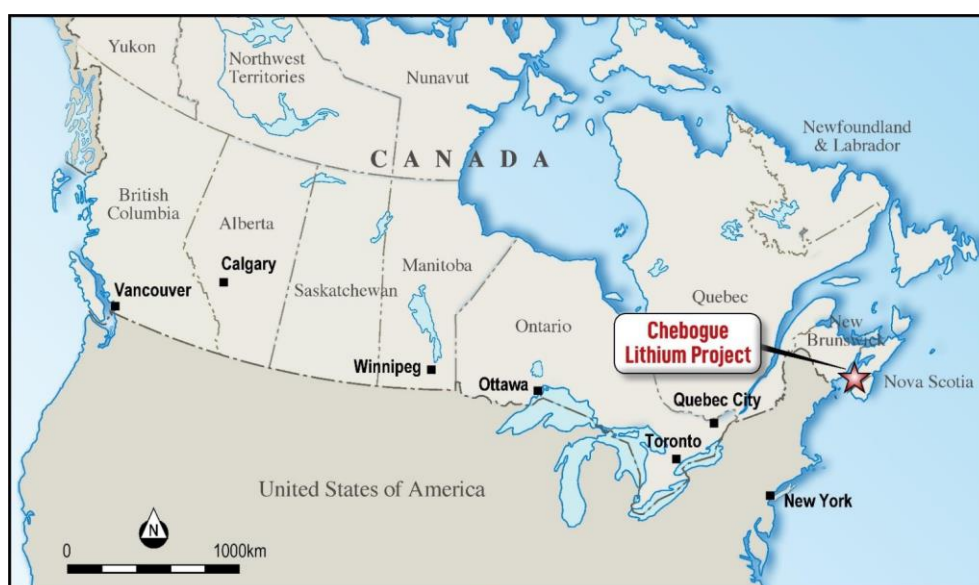 Yukon
Northwest
Territories
Nunavut
Newfoundland
& Labrador
CANADA
British
Columbia
Alberta
Calgary
Vancouver
Saskatchewan
Manitoba
Winnipeg
Ontario
Ottawa
Quebec
Chebogue
Lithium Project
New
Brunswick
Nova Scotia
Quebec City
Toronto
New York
United States of America
N
0 1000km